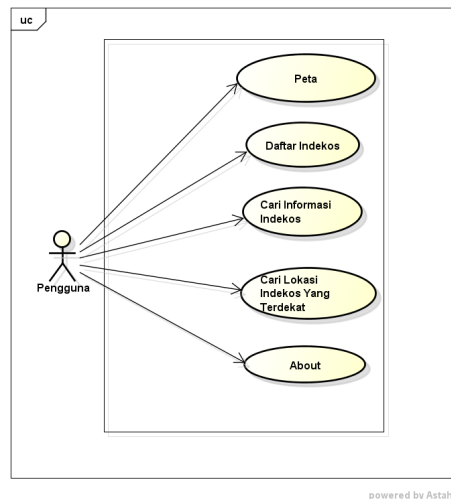 uc
Peta
Daftar Indekos
Cari Informasi
Indekos
Pengguna
Cari Lokasi
Indekos Yang
Terdekat
About
powered by Astah